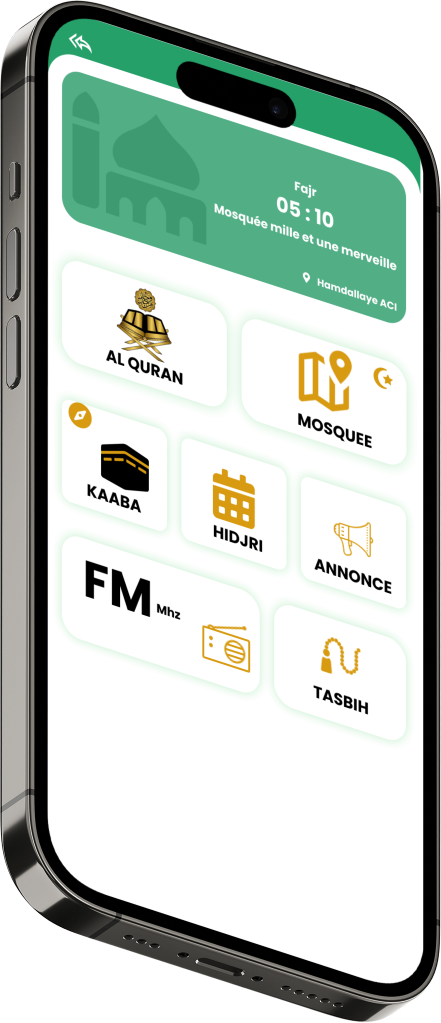 Fajr
05 : 10
Mosquée mille et une merveille
Hamdallaye ACI
AL QURAN
MOSQUEE
KAABA
HIDJRI
ANNONCE
FM Mhz
TASBIH